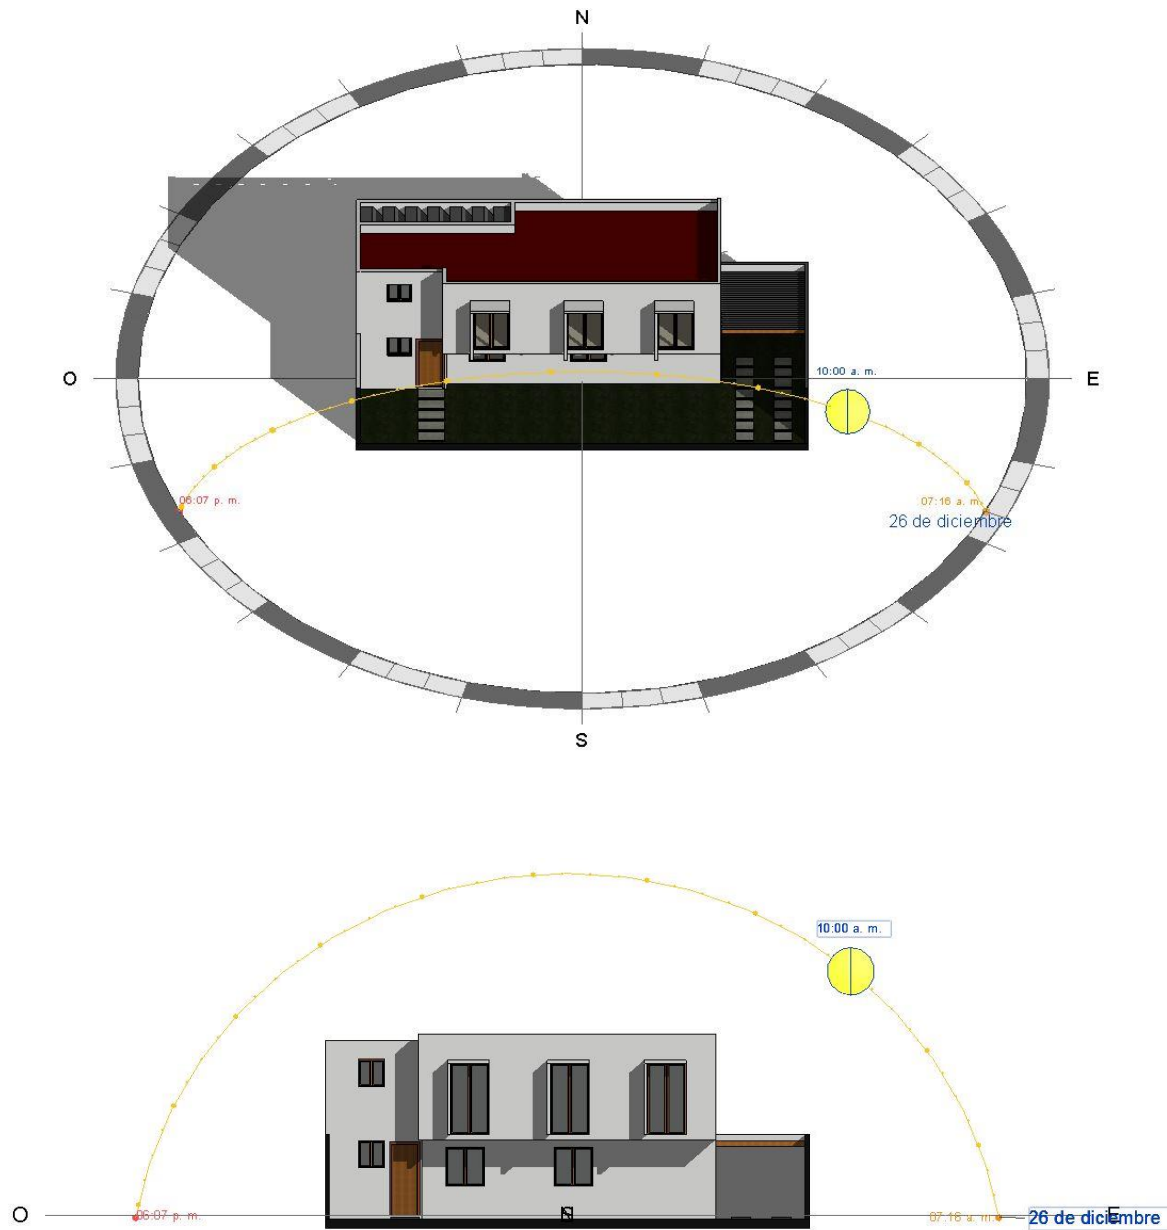 N
O
E
10:00 a. m.
06:07 p. m.
07:16 a. m.
26 de diciembre
S
10:00 a. m.
O
06:07 p. m.
N
07:16 a. m.
26 de diciembre
E